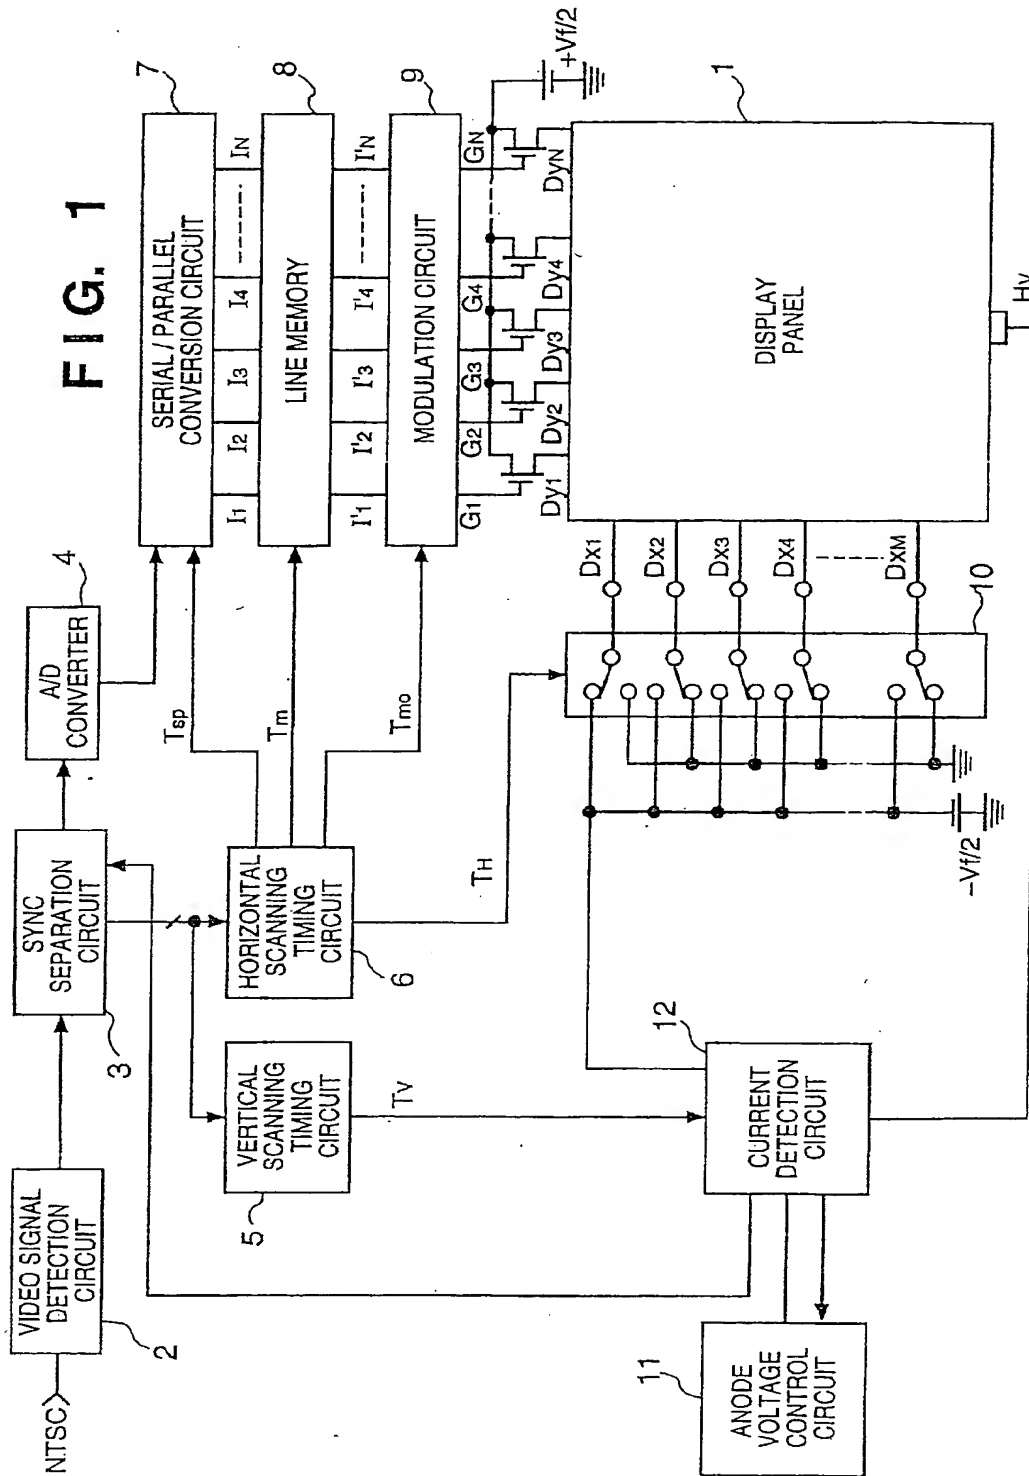 FIG. 1
NTSC
VIDEO SIGNAL
DETECTION
CIRCUIT
2
SYNC
SEPARATION
CIRCUIT
3
A/D
CONVERTER
4
SERIAL / PARALLEL
CONVERSION CIRCUIT
7
I1 I2 I3 I4 IN
LINE MEMORY
8
I'1 I'2 I'3 I'4 I'N
MODULATION CIRCUIT
9
G1 G2 G3 G4 GN
+Vf/2
Dy1 Dy2 Dy3 Dy4 DyN
Tsp
Tm
Tmo
VERTICAL
SCANNING
TIMING
CIRCUIT
5
HORIZONTAL
SCANNING
TIMING
CIRCUIT
6
TV
TH
DISPLAY
PANEL
1
Dx1
Dx2
Dx3
Dx4
DxM
10
-Vf/2
Hv
CURRENT
DETECTION
CIRCUIT
12
ANODE
VOLTAGE
CONTROL
CIRCUIT
11